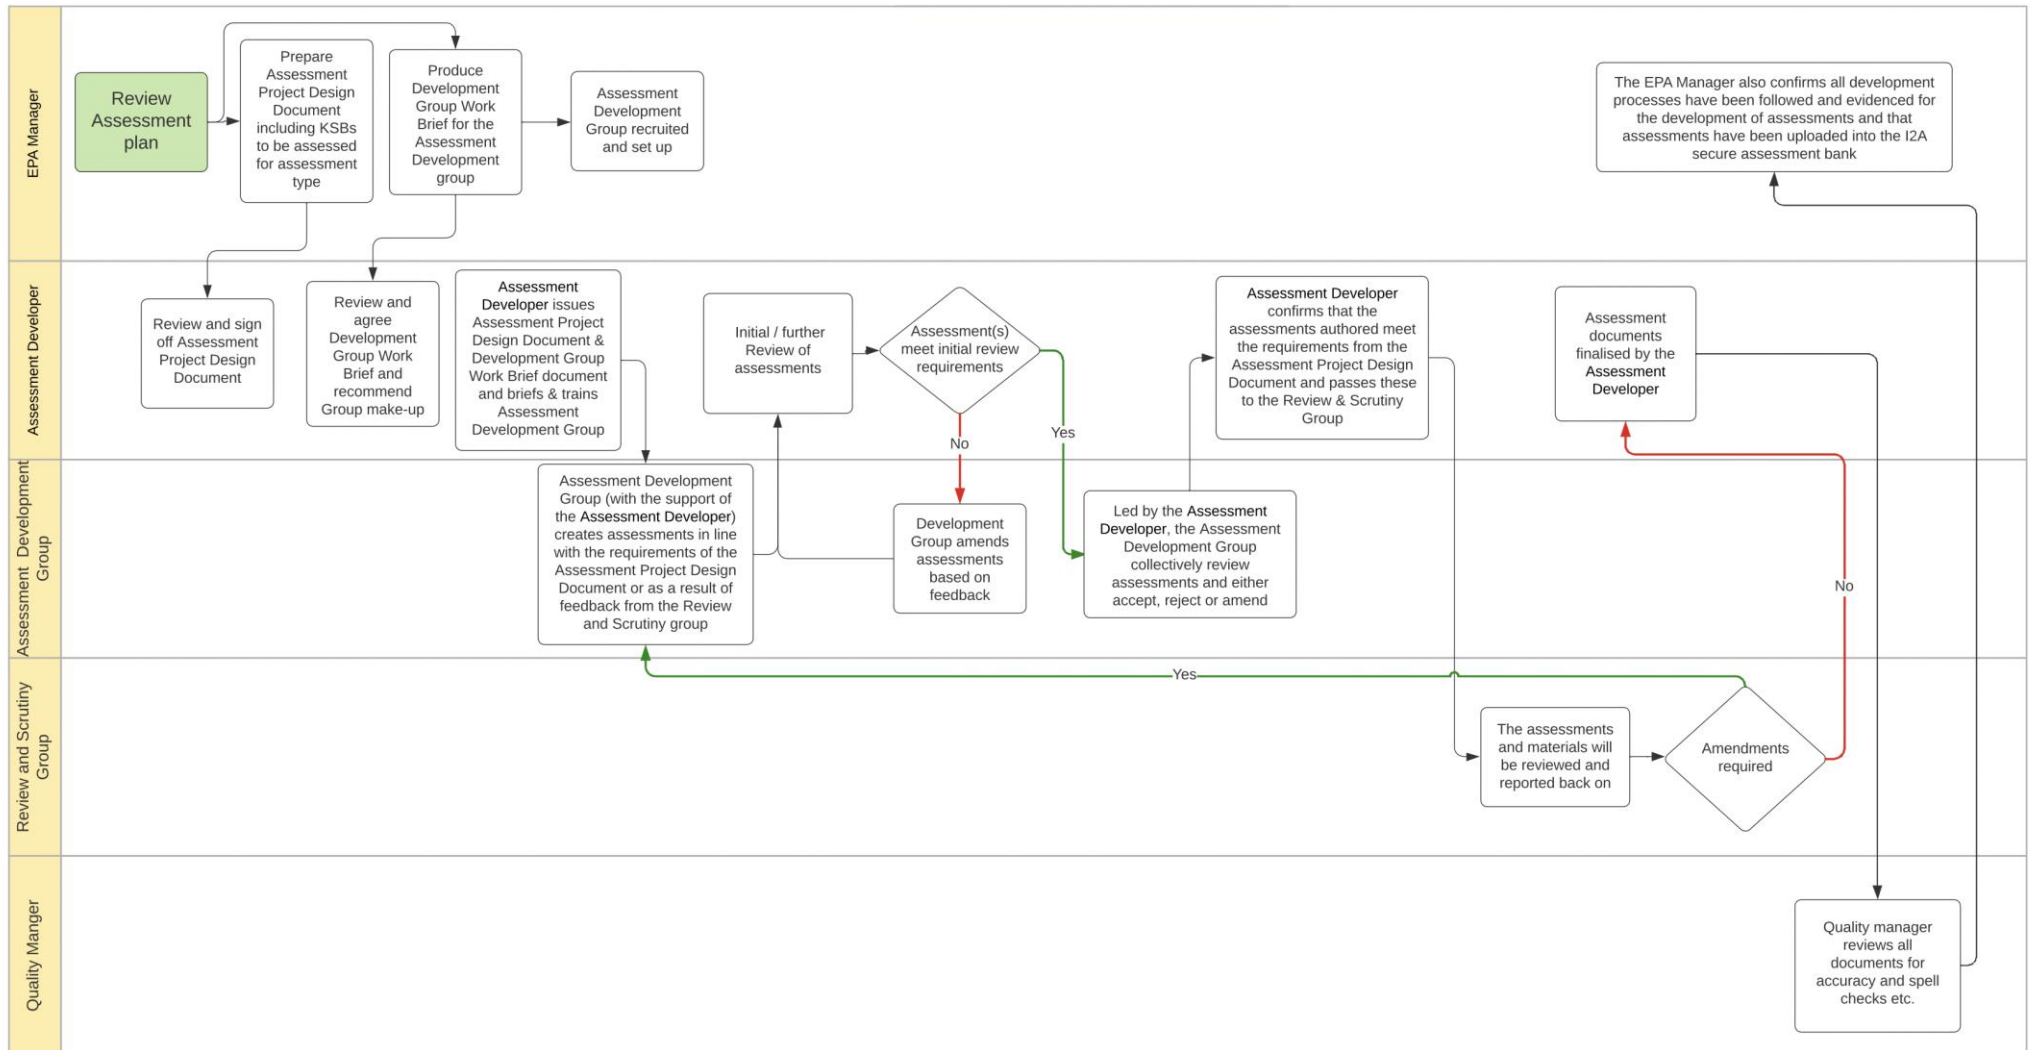 EPA Manager
Review
Assessment
plan
Prepare
Assessment
Project Design
Document
including KSBs
to be assessed
for assessment
type
Produce
Development
Group Work
Brief for the
Assessment
Development
group
Assessment
Development
Group recruited
and set up
The EPA Manager also confirms all development
processes have been followed and evidenced for
the development of assessments and that
assessments have been uploaded into the I2A
secure assessment bank
Assessment Developer
Review and sign
off Assessment
Project Design
Document
Review and
agree
Development
Group Work
Brief and
recommend
Group make-up
Assessment
Developer issues
Assessment Project
Design Document &
Development Group
Work Brief document
and briefs & trains
Assessment
Development Group
Initial / further
Review of
assessments
Assessment(s)
meet initial review
requirements
No
Yes
Assessment Developer
confirms that the
assessments authored meet
the requirements from the
Assessment Project Design
Document and passes these
to the Review & Scrutiny
Group
Assessment
documents
finalised by the
Assessment
Developer
Assessment Development
Group
Assessment Development
Group (with the support of
the Assessment Developer)
creates assessments in line
with the requirements of the
Assessment Project Design
Document or as a result of
feedback from the Review
and Scrutiny group
Development
Group amends
assessments
based on
feedback
Led by the Assessment
Developer, the Assessment
Development Group
collectively review
assessments and either
accept, reject or amend
No
Review and Scrutiny
Group
Yes
The assessments
and materials will
be reviewed and
reported back on
Amendments
required
Quality Manger
Quality manager
reviews all
documents for
accuracy and spell
checks etc.